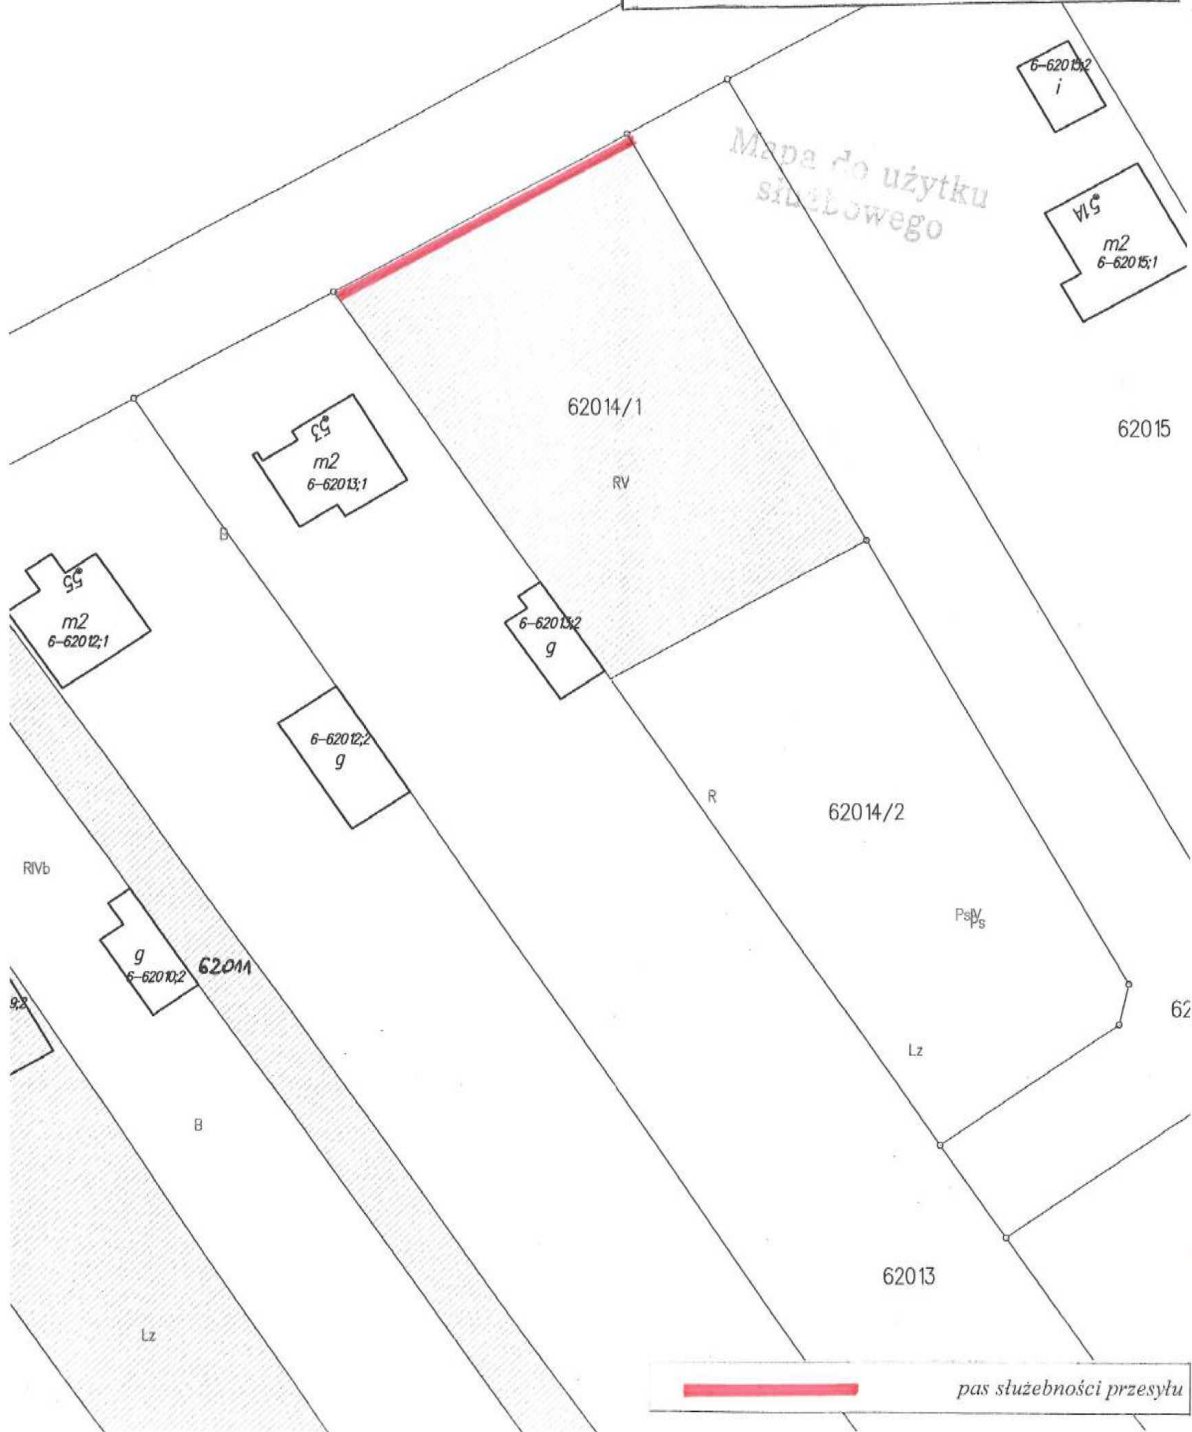 6-62015;2
i
Mapa do użytku
służbowego
51A
m2
6-62015;1
62014/1
62015
53
m2
6-62013;1
RV
B
55
m2
6-62012;1
6-62013;2
g
6-62012;2
g
R
62014/2
RIVb
PsIV
Ps
g
6-62010;2
62011
9;2
62
Lz
B
62013
Lz
pas służebności przesyłu